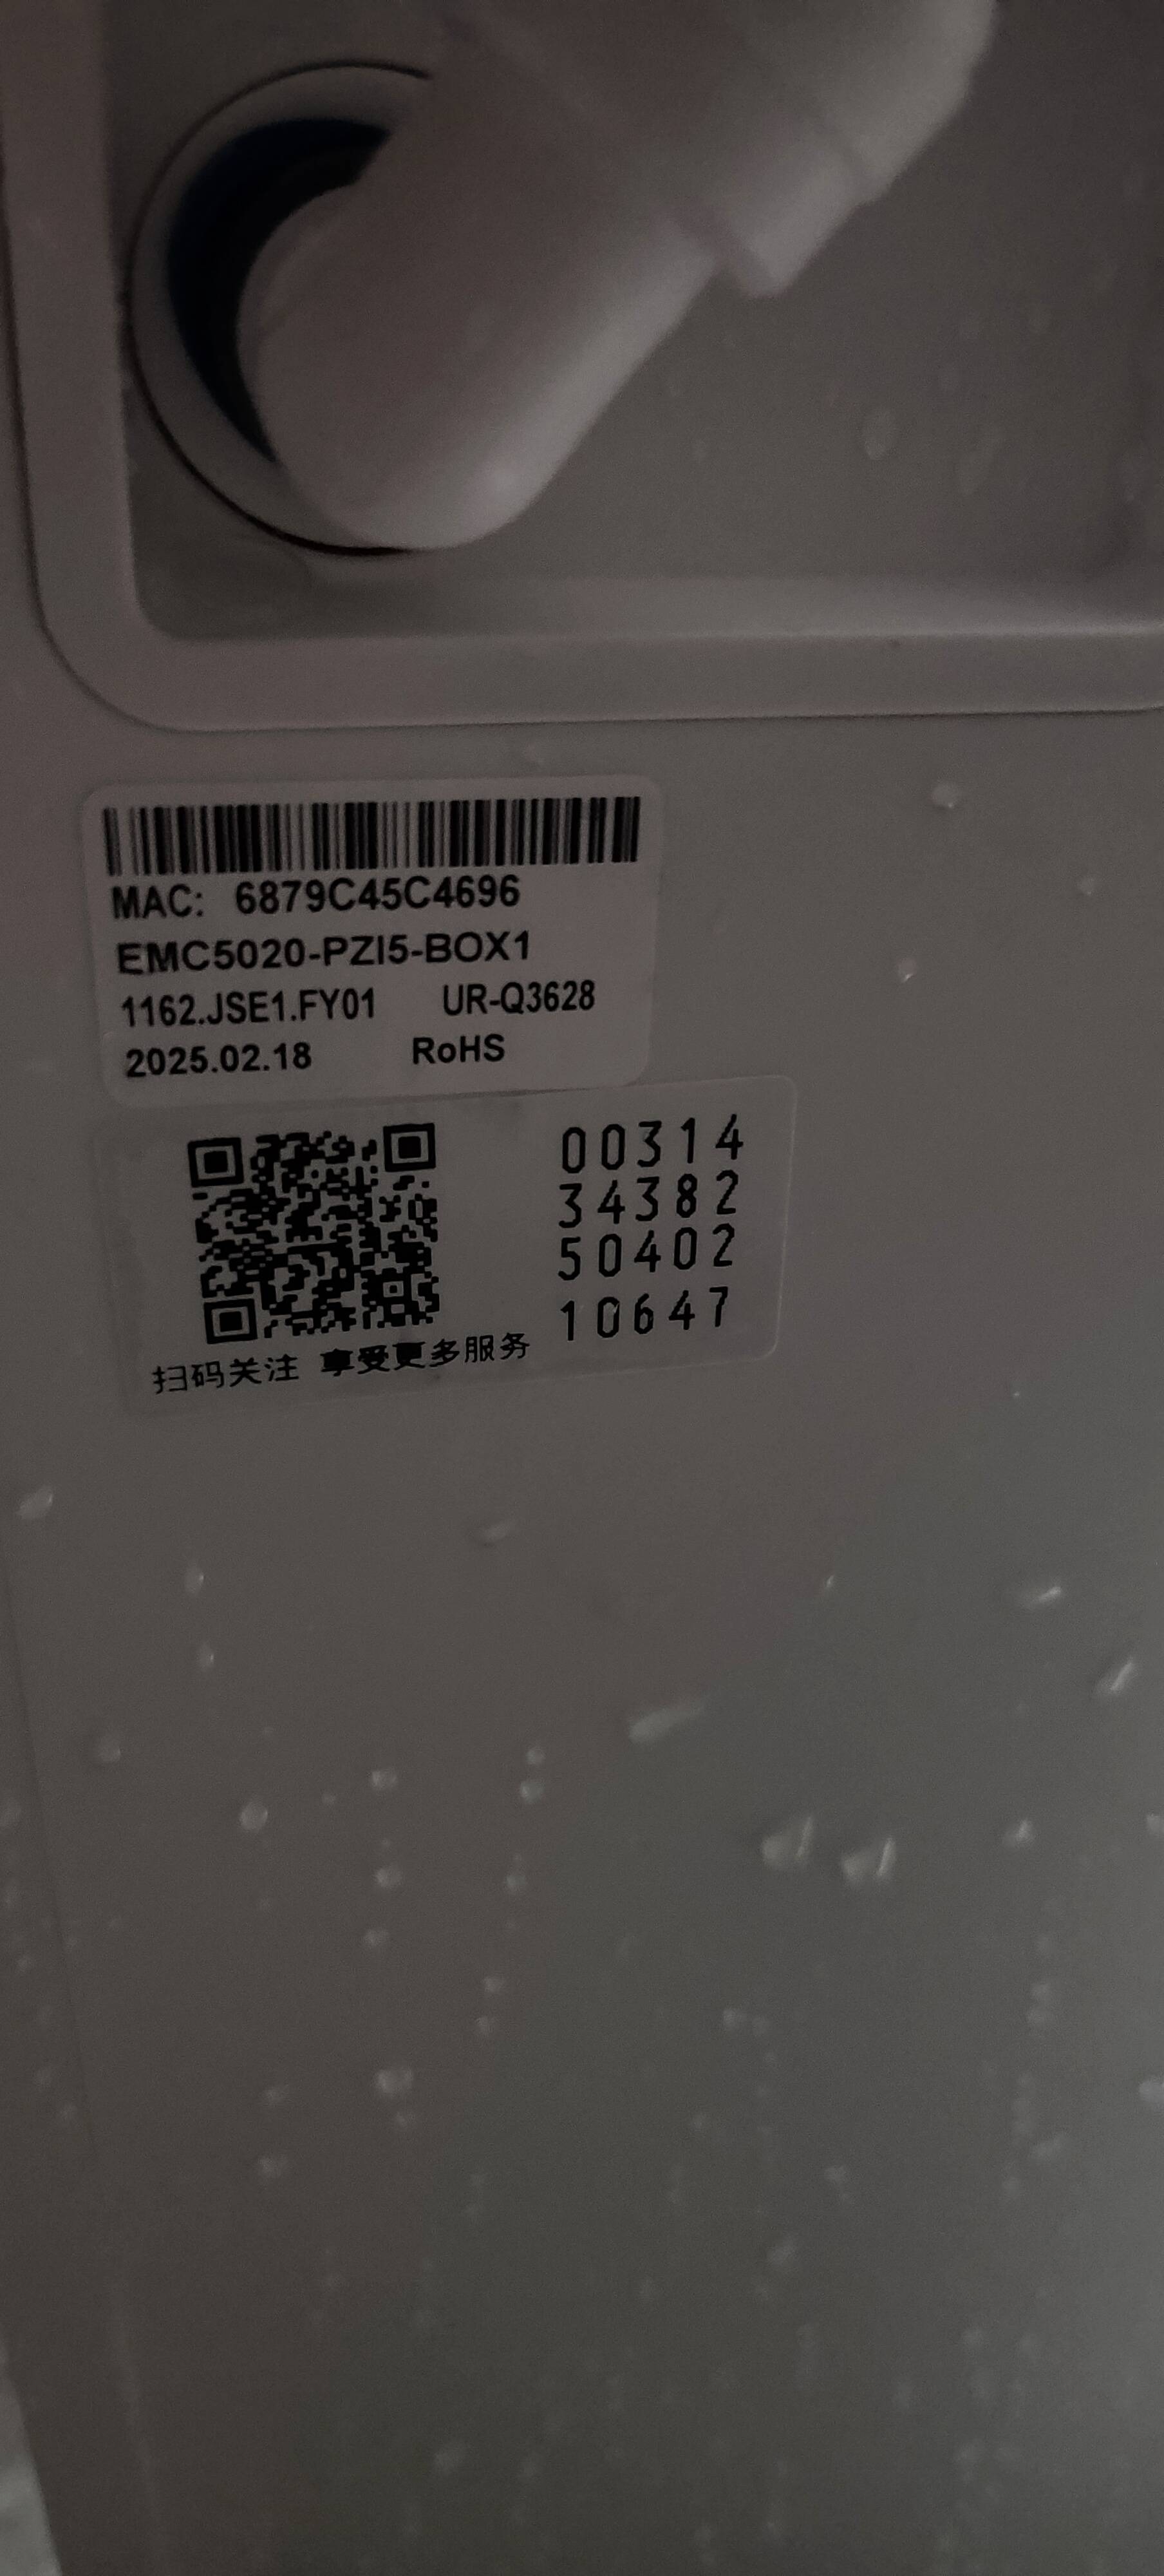 MAC: 6879C45C4696
EMC5020-PZI5-BOX1
1162.JSE1.FY01 UR-Q3628
2025.02.18 RoHS
00314
34382
50402
10647
扫码关注 享受更多服务